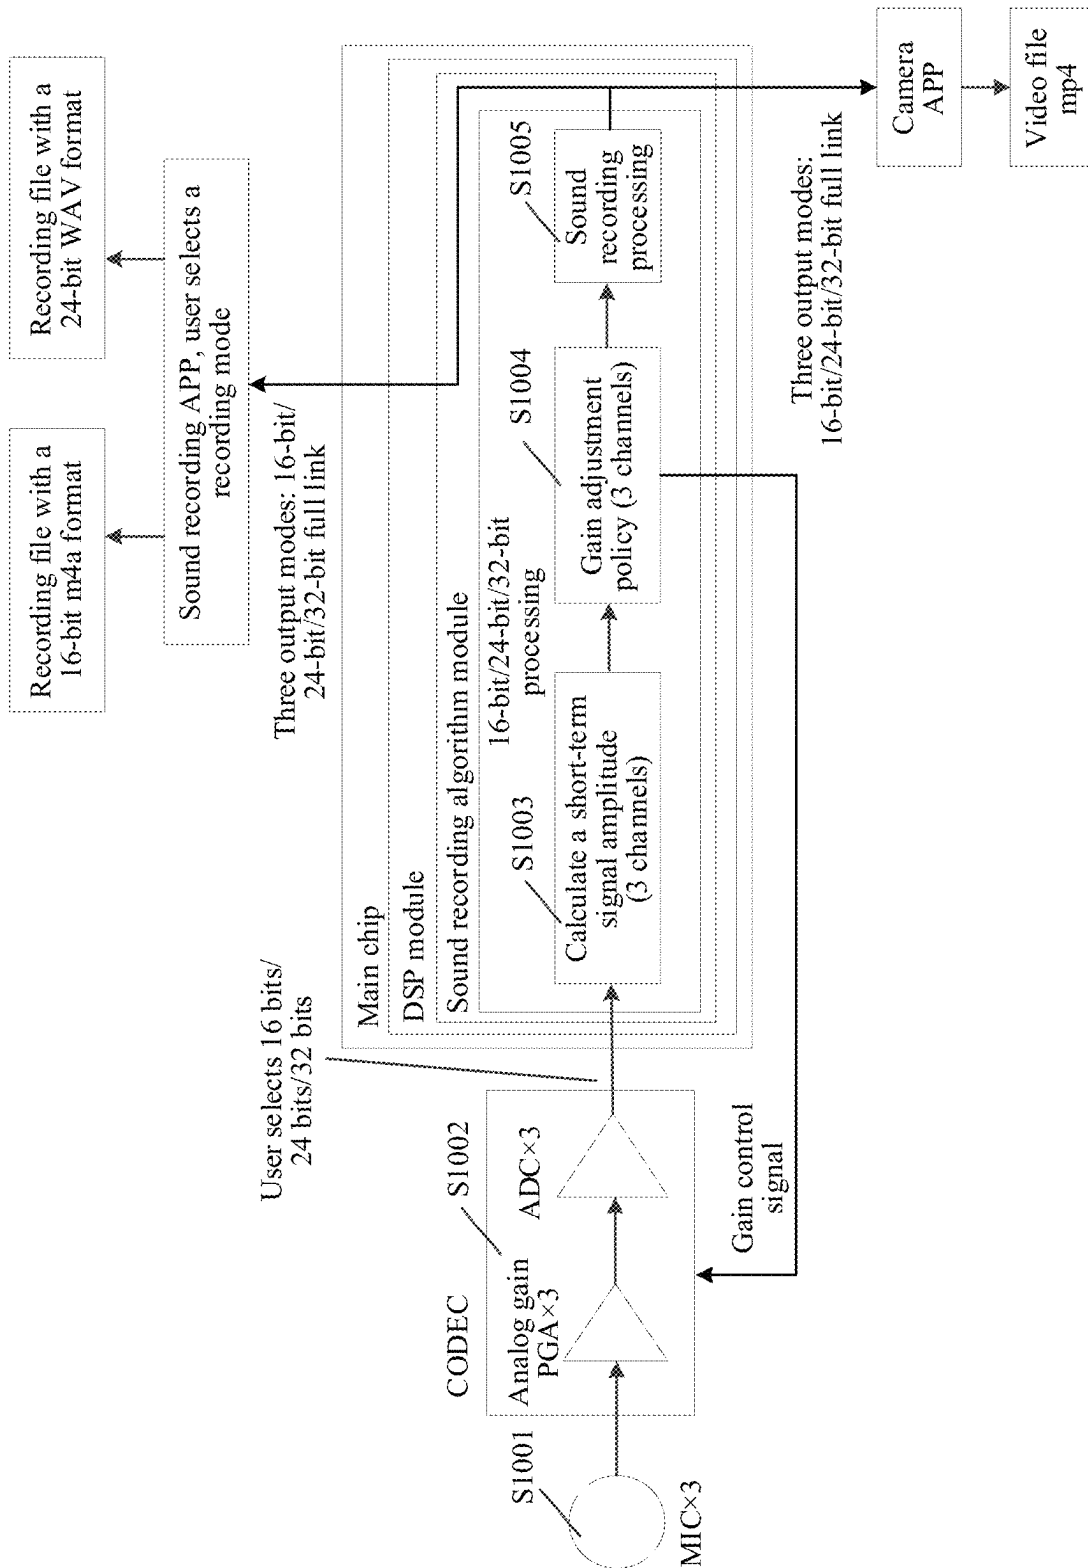 Recording file with a
16-bit m4a format
Recording file with a
24-bit WAV format
Sound recording APP, user selects a
recording mode
Three output modes: 16-bit/
24-bit/32-bit full link
User selects 16 bits/
24 bits/32 bits
Main chip
DSP module
Sound recording algorithm module
16-bit/24-bit/32-bit
processing
CODEC
S1001
MIC×3
S1002
Analog gain
PGA×3
ADC×3
S1003
Calculate a short-term
signal amplitude
(3 channels)
S1004
Gain adjustment
policy (3 channels)
S1005
Sound
recording
processing
Gain control
signal
Three output modes:
16-bit/24-bit/32-bit full link
Camera
APP
Video file
mp4